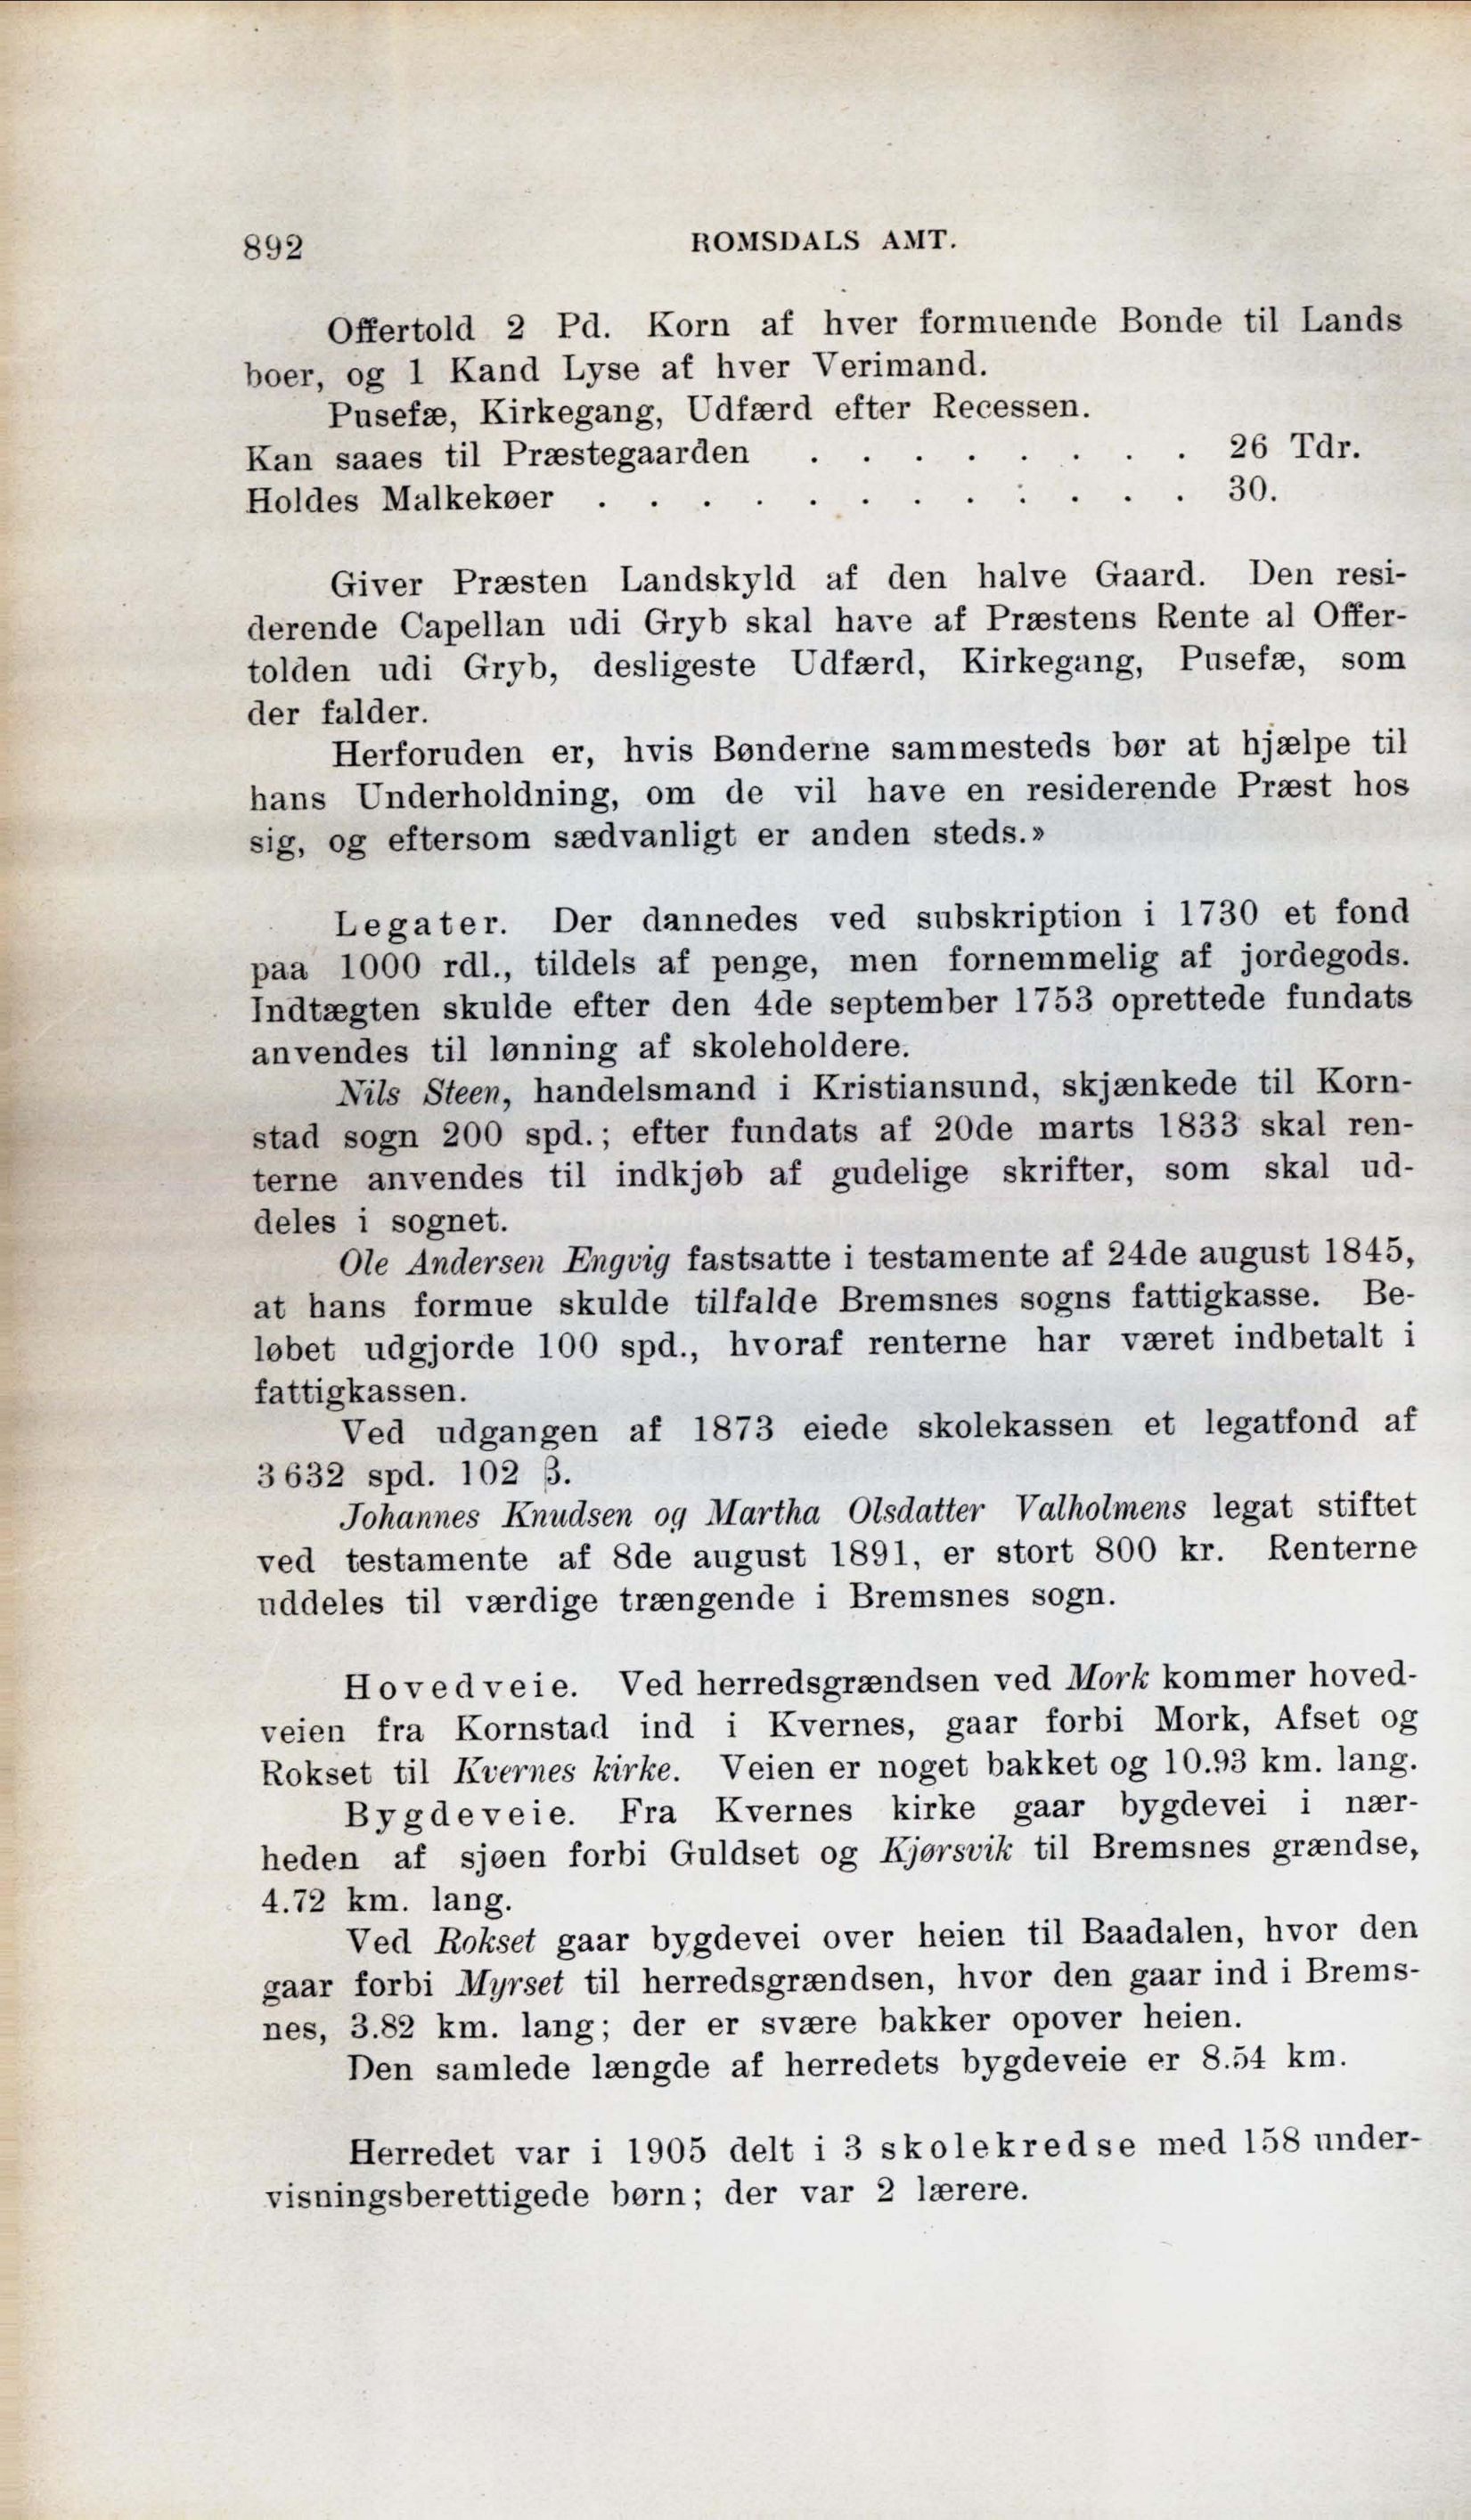 892
ROMSDALS AMT.
Offertold 2 Pd. Korn af hver formuende Bonde til Lands
boer, og 1 Kand Lyse af hver Verimand.
Pusefæ, Kirkegang, Udfærd efter Recessen.
Kan saaes til Præstegaarden . . . . . . . . 26 Tdr.
Holdes Malkekøer . . . . . . . . . . . . 30.
Giver Præsten Landskyld af den halve Gaard. Den resi-
derende Capellan udi Gryb skal have af Præstens Rente al Offer-
tolden udi Gryb, desligeste Udfærd, Kirkegang, Pusefæ, som
der falder.
Herforuden er, hvis Bønderne sammesteds bør at hjælpe til
hans Underholdning, om de vil have en residerende Præst hos
sig, og eftersom sædvanligt er anden steds.»
Legater. Der dannedes ved subskription i 1730 et fond
paa 1000 rdl., tildels af penge, men fornemmelig af jordegods.
Indtægten skulde efter den 4de september 1753 oprettede fundats
anvendes til lønning af skoleholdere.
Nils Steen, handelsmand i Kristiansund, skjænkede til Korn-
stad sogn 200 spd.; efter fundats af 20de marts 1833 skal ren-
terne anvendes til indkjøb af gudelige skrifter, som skal ud-
deles i sognet.
Ole Andersen Engvig fastsatte i testamente af 24de august 1845,
at hans formue skulde tilfalde Bremsnes sogns fattigkasse. Be-
løbet udgjorde 100 spd., hvoraf renterne har været indbetalt i
fattigkassen.
Ved udgangen af 1873 eiede skolekassen et legatfond af
3 632 spd. 102 β.
Johannes Knudsen og Martha Olsdatter Valholmens legat stiftet
ved testamente af 8de august 1891, er stort 800 kr. Renterne
uddeles til værdige trængende i Bremsnes sogn.
Hovedveie. Ved herredsgrændsen ved Mork kommer hoved-
veien fra Kornstad ind i Kvernes, gaar forbi Mork, Afset og
Rokset til Kvernes kirke. Veien er noget bakket og 10.93 km. lang.
Bygdeveie. Fra Kvernes kirke gaar bygdevei i nær-
heden af sjøen forbi Guldset og Kjørsvik til Bremsnes grændse,
4.72 km. lang.
Ved Rokset gaar bygdevei over heien til Baadalen, hvor den
gaar forbi Myrset til herredsgrændsen, hvor den gaar ind i Brems-
nes, 3.82 km. lang; der er svære bakker opover heien.
Den samlede længde af herredets bygdeveie er 8.54 km.
Herredet var i 1905 delt i 3 skolekredse med 158 under-
visningsberettigede børn; der var 2 lærere.